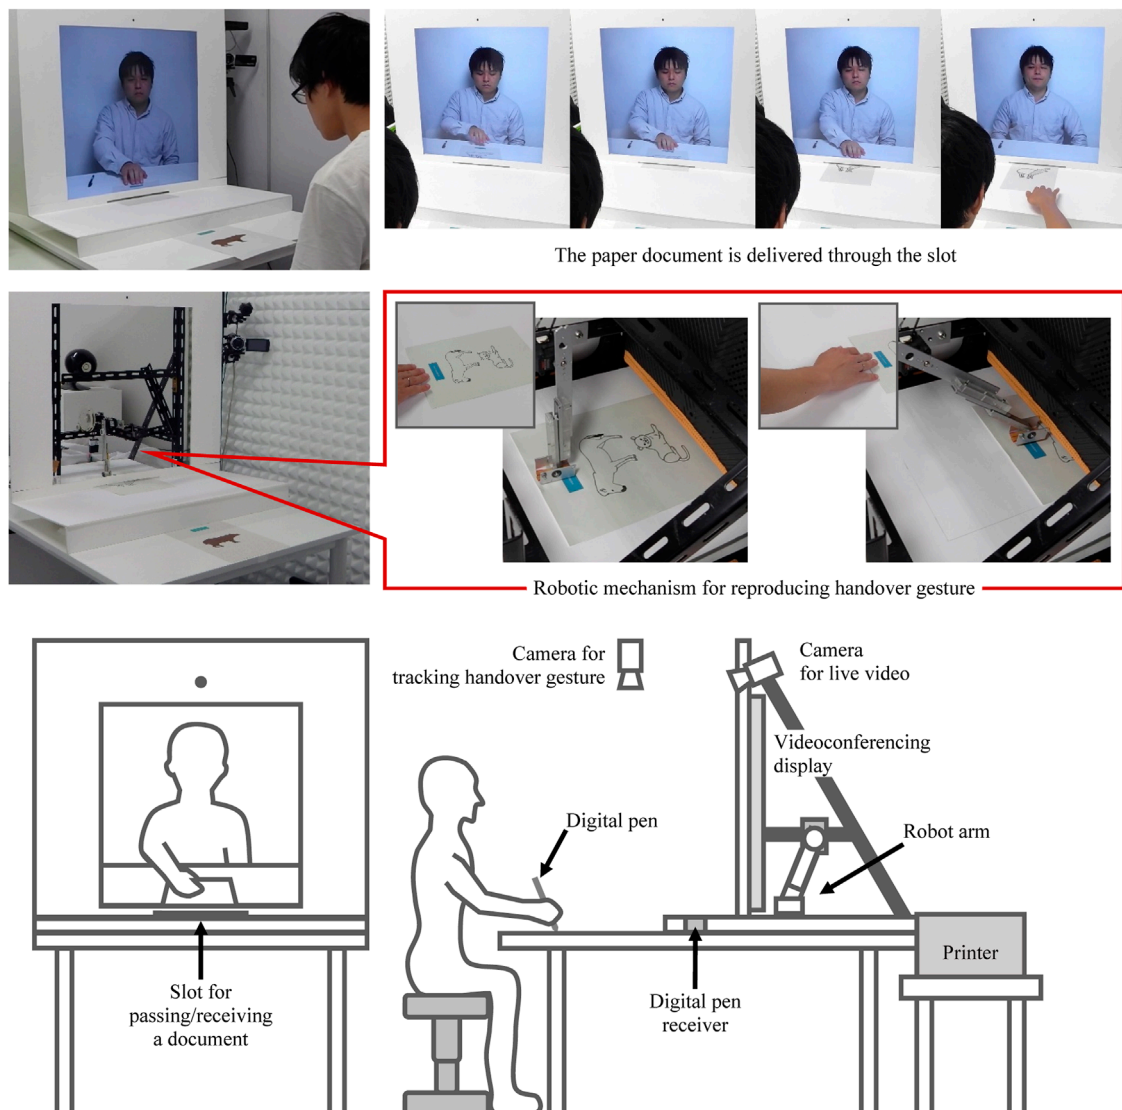 The paper document is delivered through the slot
Robotic mechanism for reproducing handover gesture
Camera for
tracking handover gesture
Camera
for live video
Videoconferencing
display
Digital pen
Robot arm
Printer
Slot for
passing/receiving
a document
Digital pen
receiver